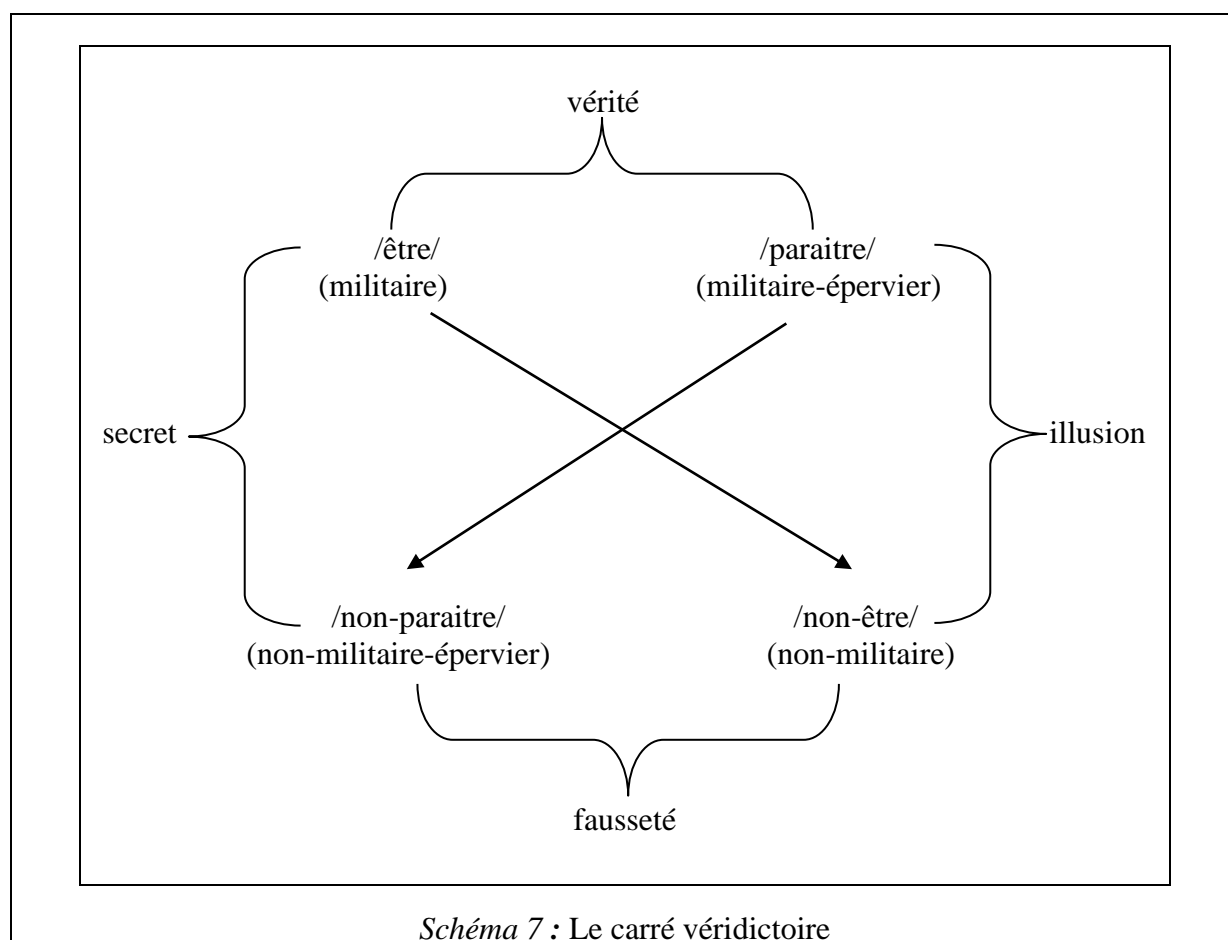 vérité
/être/ /paraitre/
(militaire) (militaire-épervier)
secret illusion
/non-paraitre/ /non-être/
(non-militaire-épervier) (non-militaire)
fausseté
Schéma 7 : Le carré véridictoire